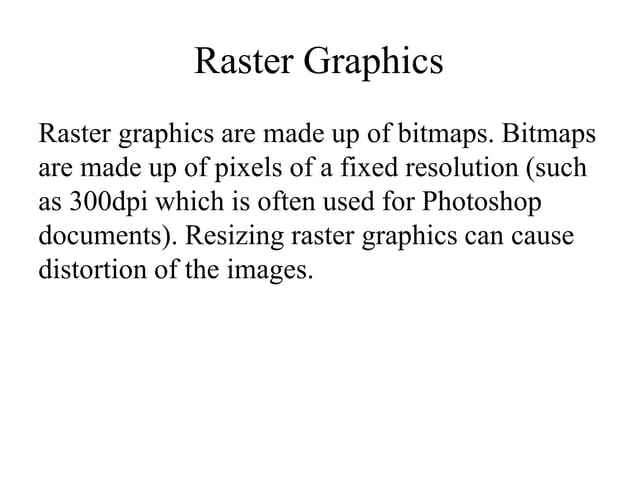 Raster Graphics
Raster graphics are made up of bitmaps. Bitmaps
are made up of pixels of a fixed resolution (such
as 300dpi which is often used for Photoshop
documents). Resizing raster graphics can cause
distortion of the images.